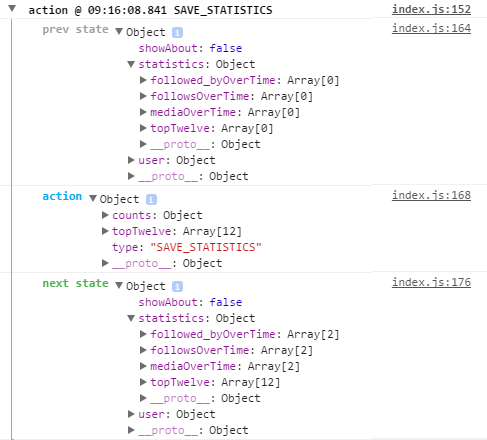 ▼ action @ 09:16:08.841 SAVE_STATISTICS index.js:152
prev state ▼Object i index.js:164
showAbout: false
▼statistics: Object
▶followed_byOverTime: Array[0]
▶followsOverTime: Array[0]
▶mediaOverTime: Array[0]
▶topTwelve: Array[0]
▶__proto__: Object
▶user: Object
▶__proto__: Object
action ▼Object i index.js:168
▶counts: Object
▶topTwelve: Array[12]
type: "SAVE_STATISTICS"
▶__proto__: Object
next state ▼Object i index.js:176
showAbout: false
▼statistics: Object
▶followed_byOverTime: Array[2]
▶followsOverTime: Array[2]
▶mediaOverTime: Array[2]
▶topTwelve: Array[12]
▶__proto__: Object
▶user: Object
▶__proto__: Object